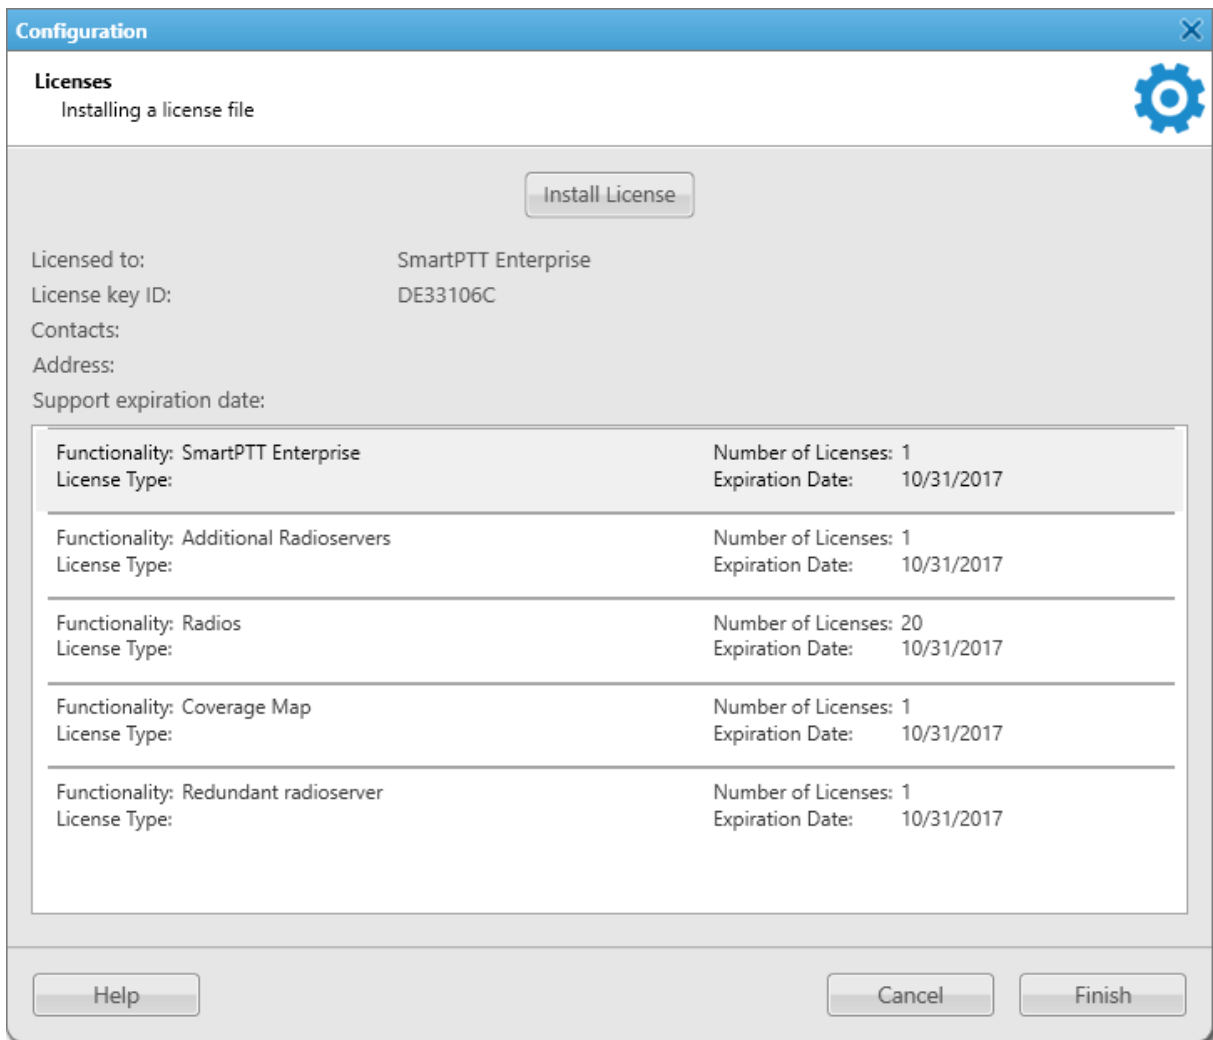 Configuration
Licenses
Installing a license file
Install License
Licensed to: SmartPTT Enterprise
License key ID: DE33106C
Contacts:
Address:
Support expiration date:
Functionality: SmartPTT Enterprise Number of Licenses: 1
License Type: Expiration Date: 10/31/2017
Functionality: Additional Radioservers Number of Licenses: 1
License Type: Expiration Date: 10/31/2017
Functionality: Radios Number of Licenses: 20
License Type: Expiration Date: 10/31/2017
Functionality: Coverage Map Number of Licenses: 1
License Type: Expiration Date: 10/31/2017
Functionality: Redundant radioserver Number of Licenses: 1
License Type: Expiration Date: 10/31/2017
Help Cancel Finish